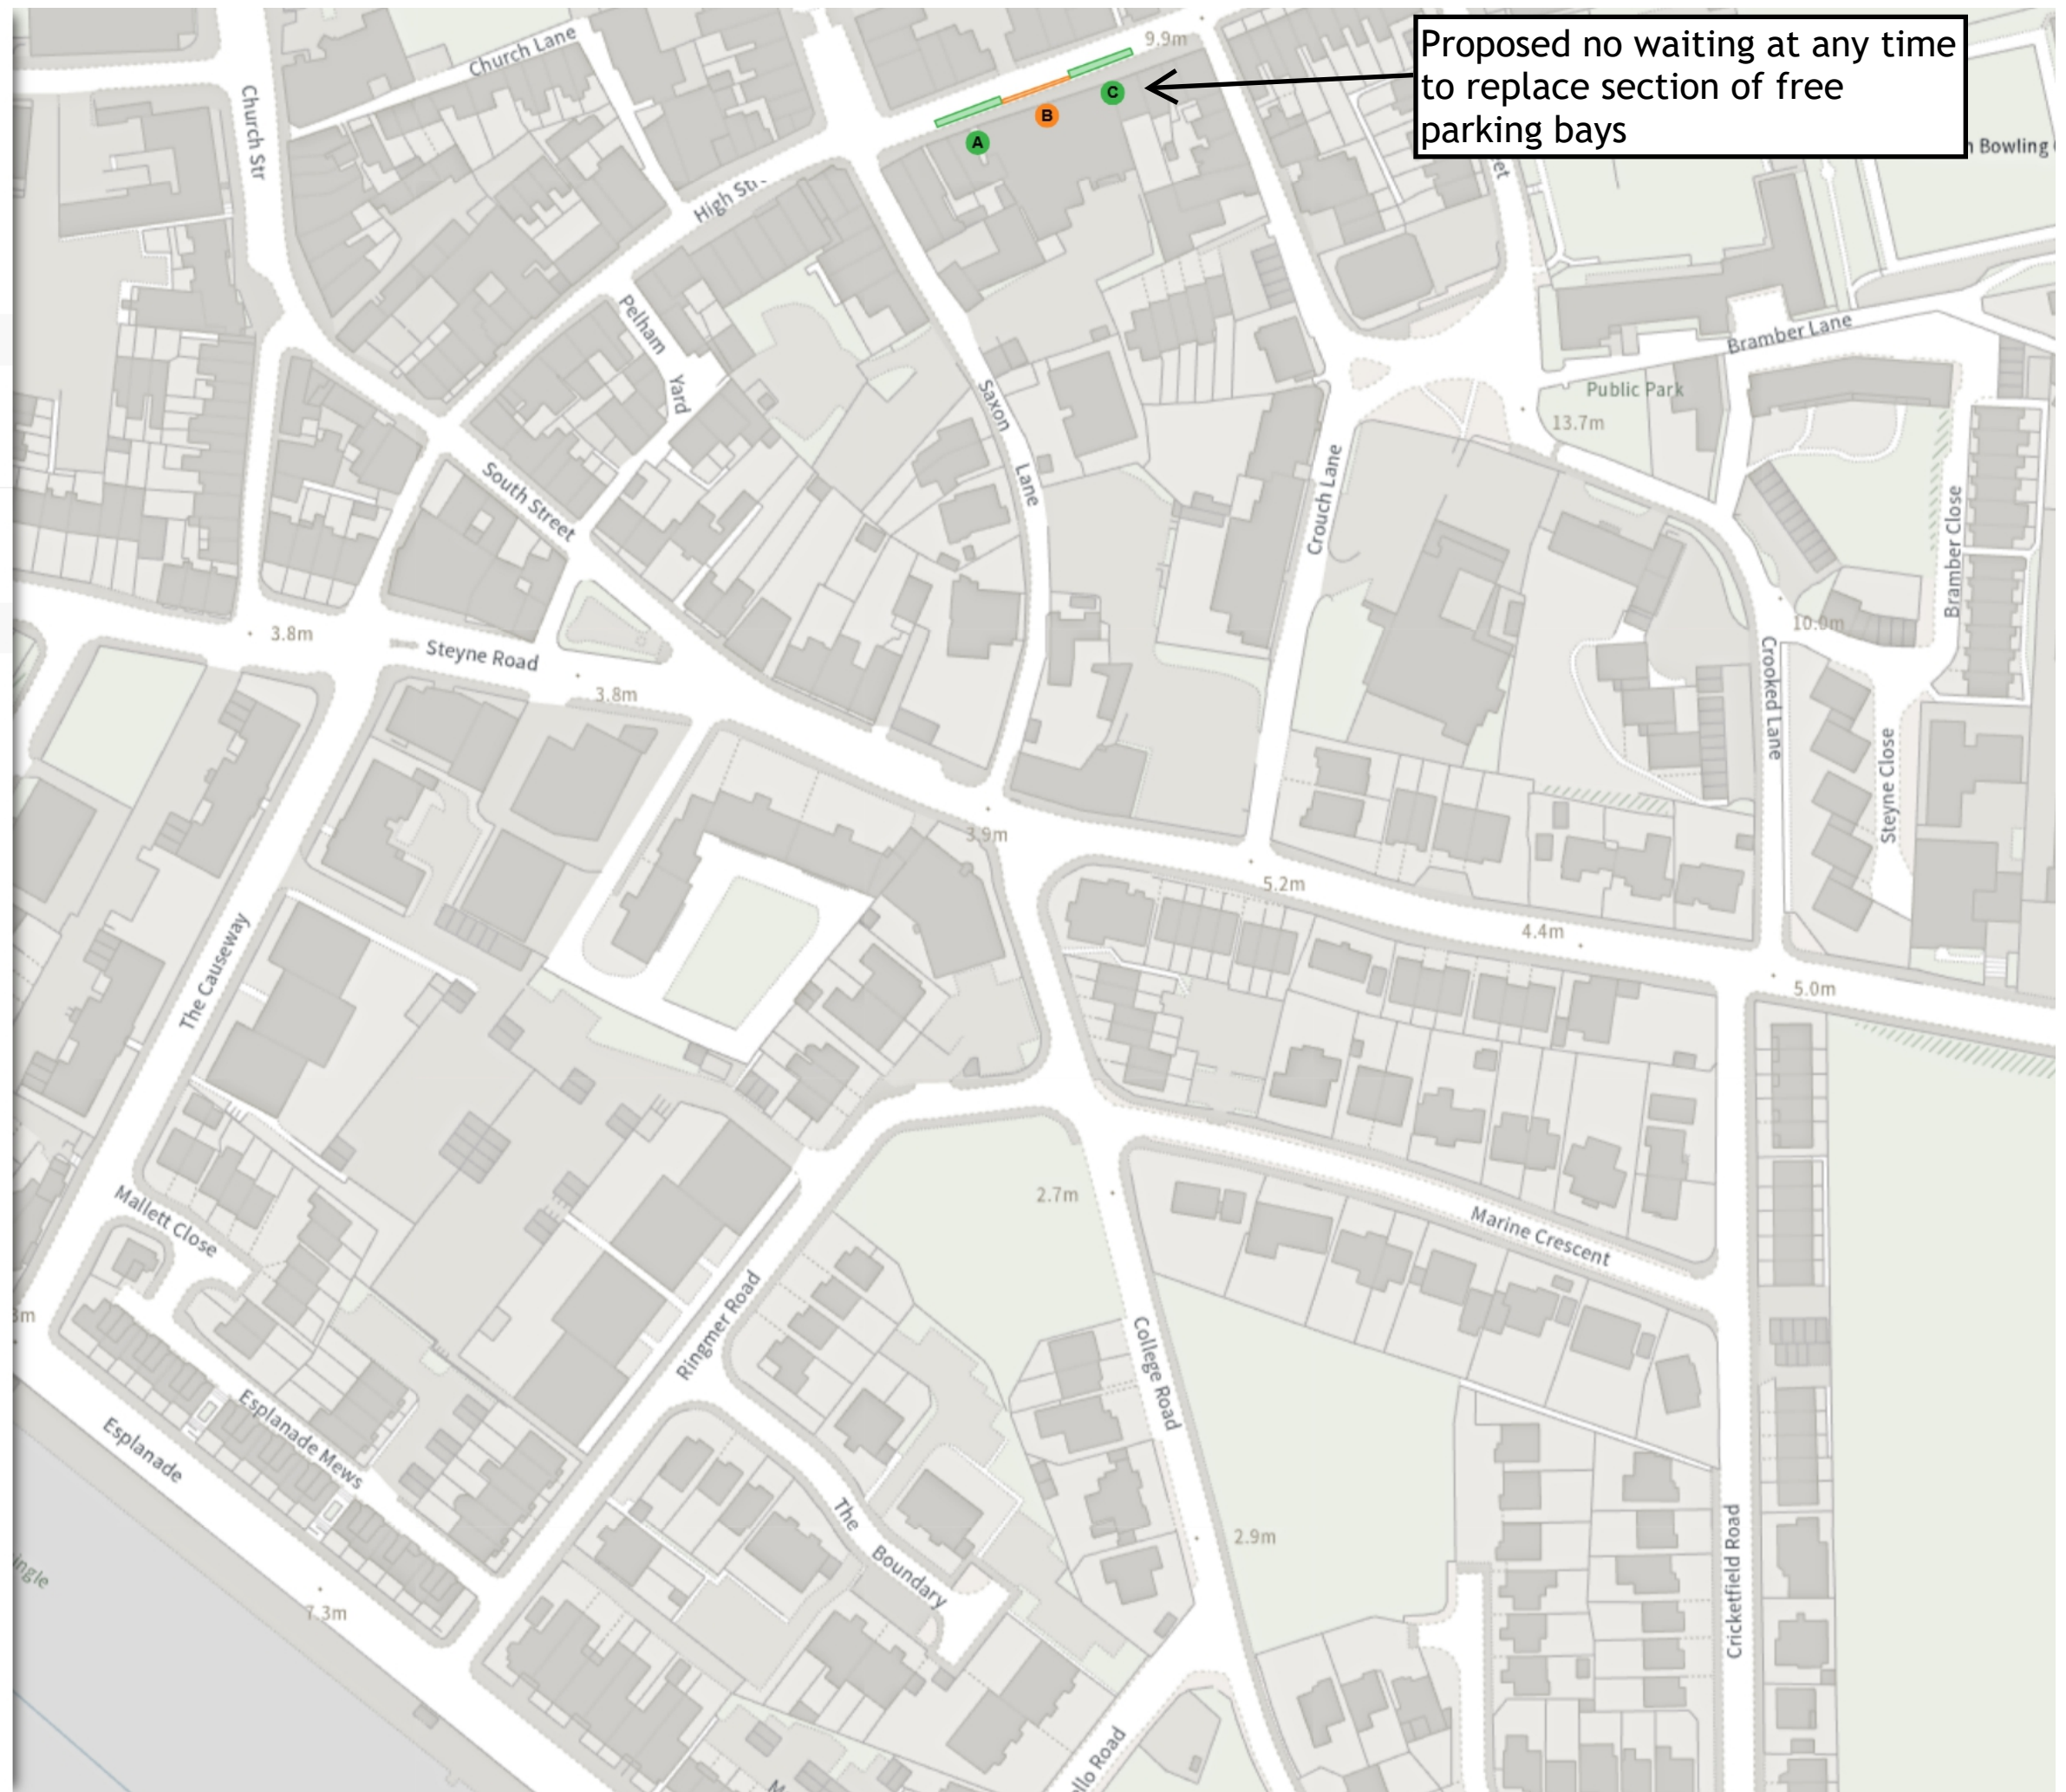 Proposed no waiting at any time
to replace section of free
parking bays
9.9m
Church Lane
Church Str
A
B
C
Bowling
High Str
Pelham
Yard
Saxon
Lane
South Street
Crouch Lane
Bramber Lane
Public Park
13.7m
Bramber Close
10.0m
Crooked Lane
Steyne Close
3.8m
Steyne Road
3.8m
3.9m
5.2m
4.4m
5.0m
The Causeway
Mallett Close
2.7m
Marine Crescent
Ringmer Road
College Road
Esplanade Mews
Esplanade
The
Boundary
2.9m
Cricketfield Road
7.3m
Road